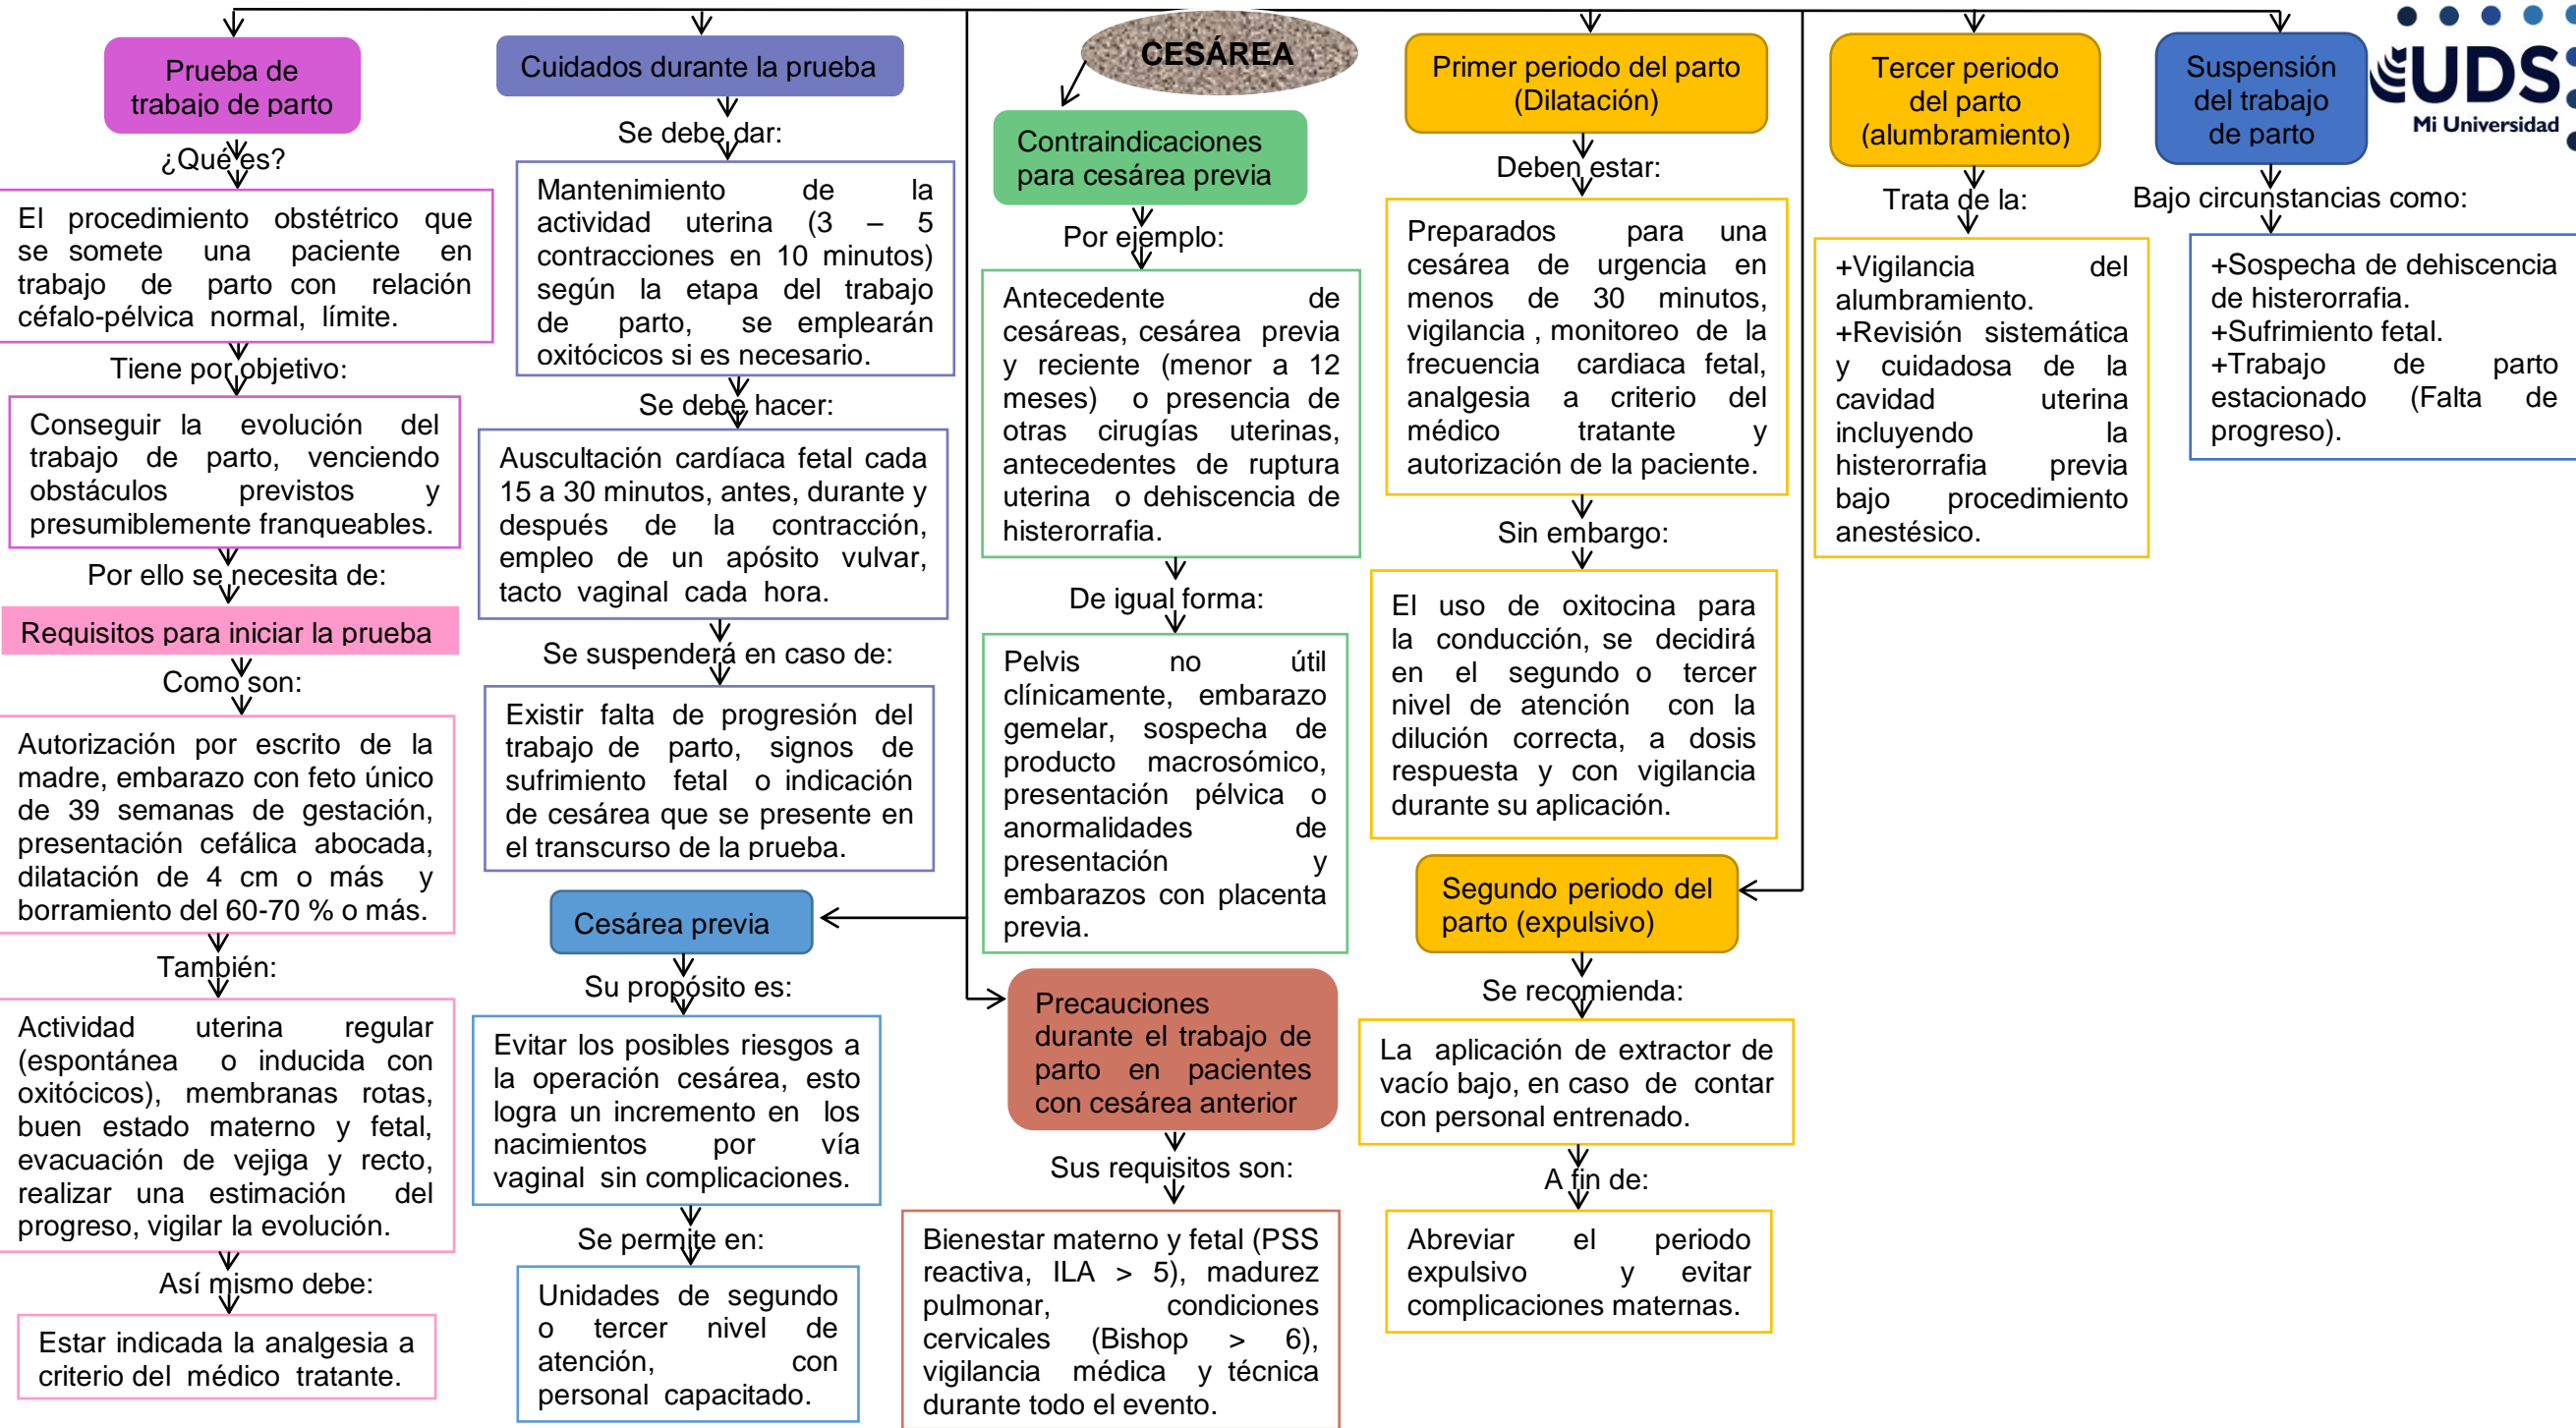 CESÁREA
UDS
Mi Universidad
Prueba de
trabajo de parto
¿Qué es?
El procedimiento obstétrico que
se somete una paciente en
trabajo de parto con relación
céfalo-pélvica normal, límite.
Tiene por objetivo:
Conseguir la evolución del
trabajo de parto, venciendo
obstáculos previstos y
presumiblemente franqueables.
Por ello se necesita de:
Requisitos para iniciar la prueba
Como son:
Autorización por escrito de la
madre, embarazo con feto único
de 39 semanas de gestación,
presentación cefálica abocada,
dilatación de 4 cm o más y
borramiento del 60-70 % o más.
También:
Actividad uterina regular
(espontánea o inducida con
oxitócicos), membranas rotas,
buen estado materno y fetal,
evacuación de vejiga y recto,
realizar una estimación del
progreso, vigilar la evolución.
Así mismo debe:
Estar indicada la analgesia a
criterio del médico tratante.
Cuidados durante la prueba
Se debe dar:
Mantenimiento de la
actividad uterina (3 – 5
contracciones en 10 minutos)
según la etapa del trabajo
de parto, se emplearán
oxitócicos si es necesario.
Se debe hacer:
Auscultación cardíaca fetal cada
15 a 30 minutos, antes, durante y
después de la contracción,
empleo de un apósito vulvar,
tacto vaginal cada hora.
Se suspenderá en caso de:
Existir falta de progresión del
trabajo de parto, signos de
sufrimiento fetal o indicación
de cesárea que se presente en
el transcurso de la prueba.
Cesárea previa
Su propósito es:
Evitar los posibles riesgos a
la operación cesárea, esto
logra un incremento en los
nacimientos por vía
vaginal sin complicaciones.
Se permite en:
Unidades de segundo
o tercer nivel de
atención, con
personal capacitado.
Contraindicaciones
para cesárea previa
Por ejemplo:
Antecedente de
cesáreas, cesárea previa
y reciente (menor a 12
meses) o presencia de
otras cirugías uterinas,
antecedentes de ruptura
uterina o dehiscencia de
histerorrafia.
De igual forma:
Pelvis no útil
clínicamente, embarazo
gemelar, sospecha de
producto macrosómico,
presentación pélvica o
anormalidades de
presentación y
embarazos con placenta
previa.
Precauciones
durante el trabajo de
parto en pacientes
con cesárea anterior
Sus requisitos son:
Bienestar materno y fetal (PSS
reactiva, ILA > 5), madurez
pulmonar, condiciones
cervicales (Bishop > 6),
vigilancia médica y técnica
durante todo el evento.
Primer periodo del parto
(Dilatación)
Deben estar:
Preparados para una
cesárea de urgencia en
menos de 30 minutos,
vigilancia , monitoreo de la
frecuencia cardiaca fetal,
analgesia a criterio del
médico tratante y
autorización de la paciente.
Sin embargo:
El uso de oxitocina para
la conducción, se decidirá
en el segundo o tercer
nivel de atención con la
dilución correcta, a dosis
respuesta y con vigilancia
durante su aplicación.
Segundo periodo del
parto (expulsivo)
Se recomienda:
La aplicación de extractor de
vacío bajo, en caso de contar
con personal entrenado.
A fin de:
Abreviar el periodo
expulsivo y evitar
complicaciones maternas.
Tercer periodo
del parto
(alumbramiento)
Trata de la:
+Vigilancia del
alumbramiento.
+Revisión sistemática
y cuidadosa de la
cavidad uterina
incluyendo la
histerorrafia previa
bajo procedimiento
anestésico.
Suspensión
del trabajo
de parto
Bajo circunstancias como:
+Sospecha de dehiscencia
de histerorrafia.
+Sufrimiento fetal.
+Trabajo de parto
estacionado (Falta de
progreso).